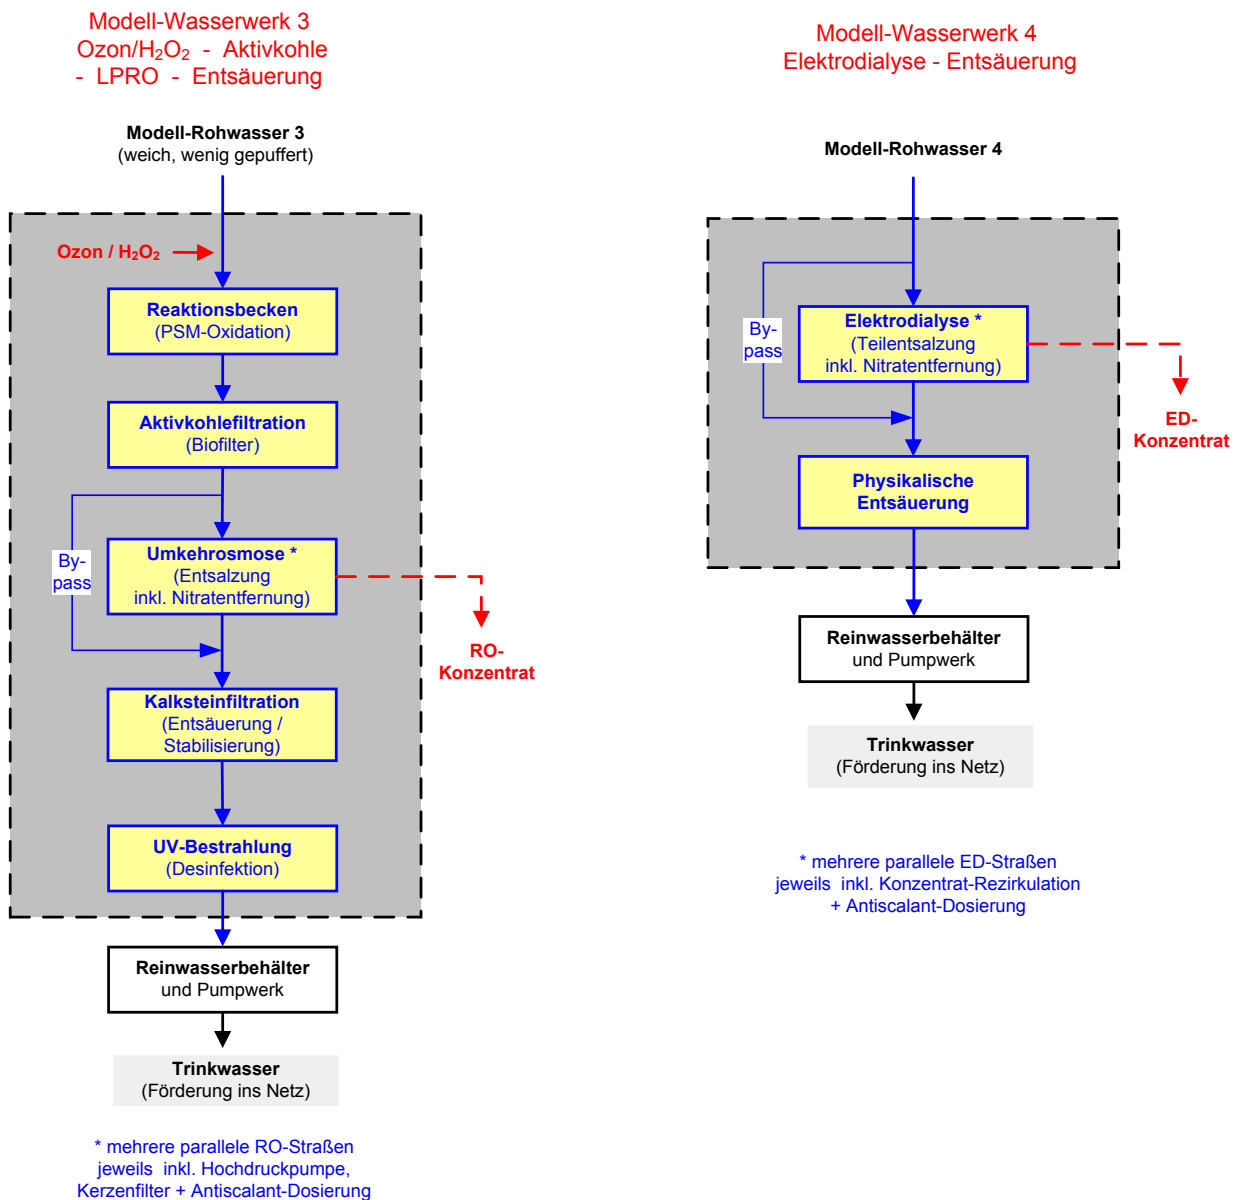 Modell-Wasserwerk 3
Ozon/H₂O₂ - Aktivkohle
- LPRO - Entsäuerung
Modell-Rohwasser 3
(weich, wenig gepuffert)
Ozon / H₂O₂
Reaktionsbecken
(PSM-Oxidation)
Aktivkohlefiltration
(Biofilter)
By-
pass
Umkehrosmose *
(Entsalzung
inkl. Nitratentfernung)
RO-
Konzentrat
Kalksteinfiltration
(Entsäuerung /
Stabilisierung)
UV-Bestrahlung
(Desinfektion)
Reinwasserbehälter
und Pumpwerk
Trinkwasser
(Förderung ins Netz)
* mehrere parallele RO-Straßen
jeweils inkl. Hochdruckpumpe,
Kerzenfilter + Antiscalant-Dosierung
Modell-Wasserwerk 4
Elektrodialyse - Entsäuerung
Modell-Rohwasser 4
By-
pass
Elektrodialyse *
(Teilentsalzung
inkl. Nitratentfernung)
ED-
Konzentrat
Physikalische
Entsäuerung
Reinwasserbehälter
und Pumpwerk
Trinkwasser
(Förderung ins Netz)
* mehrere parallele ED-Straßen
jeweils inkl. Konzentrat-Rezirkulation
+ Antiscalant-Dosierung